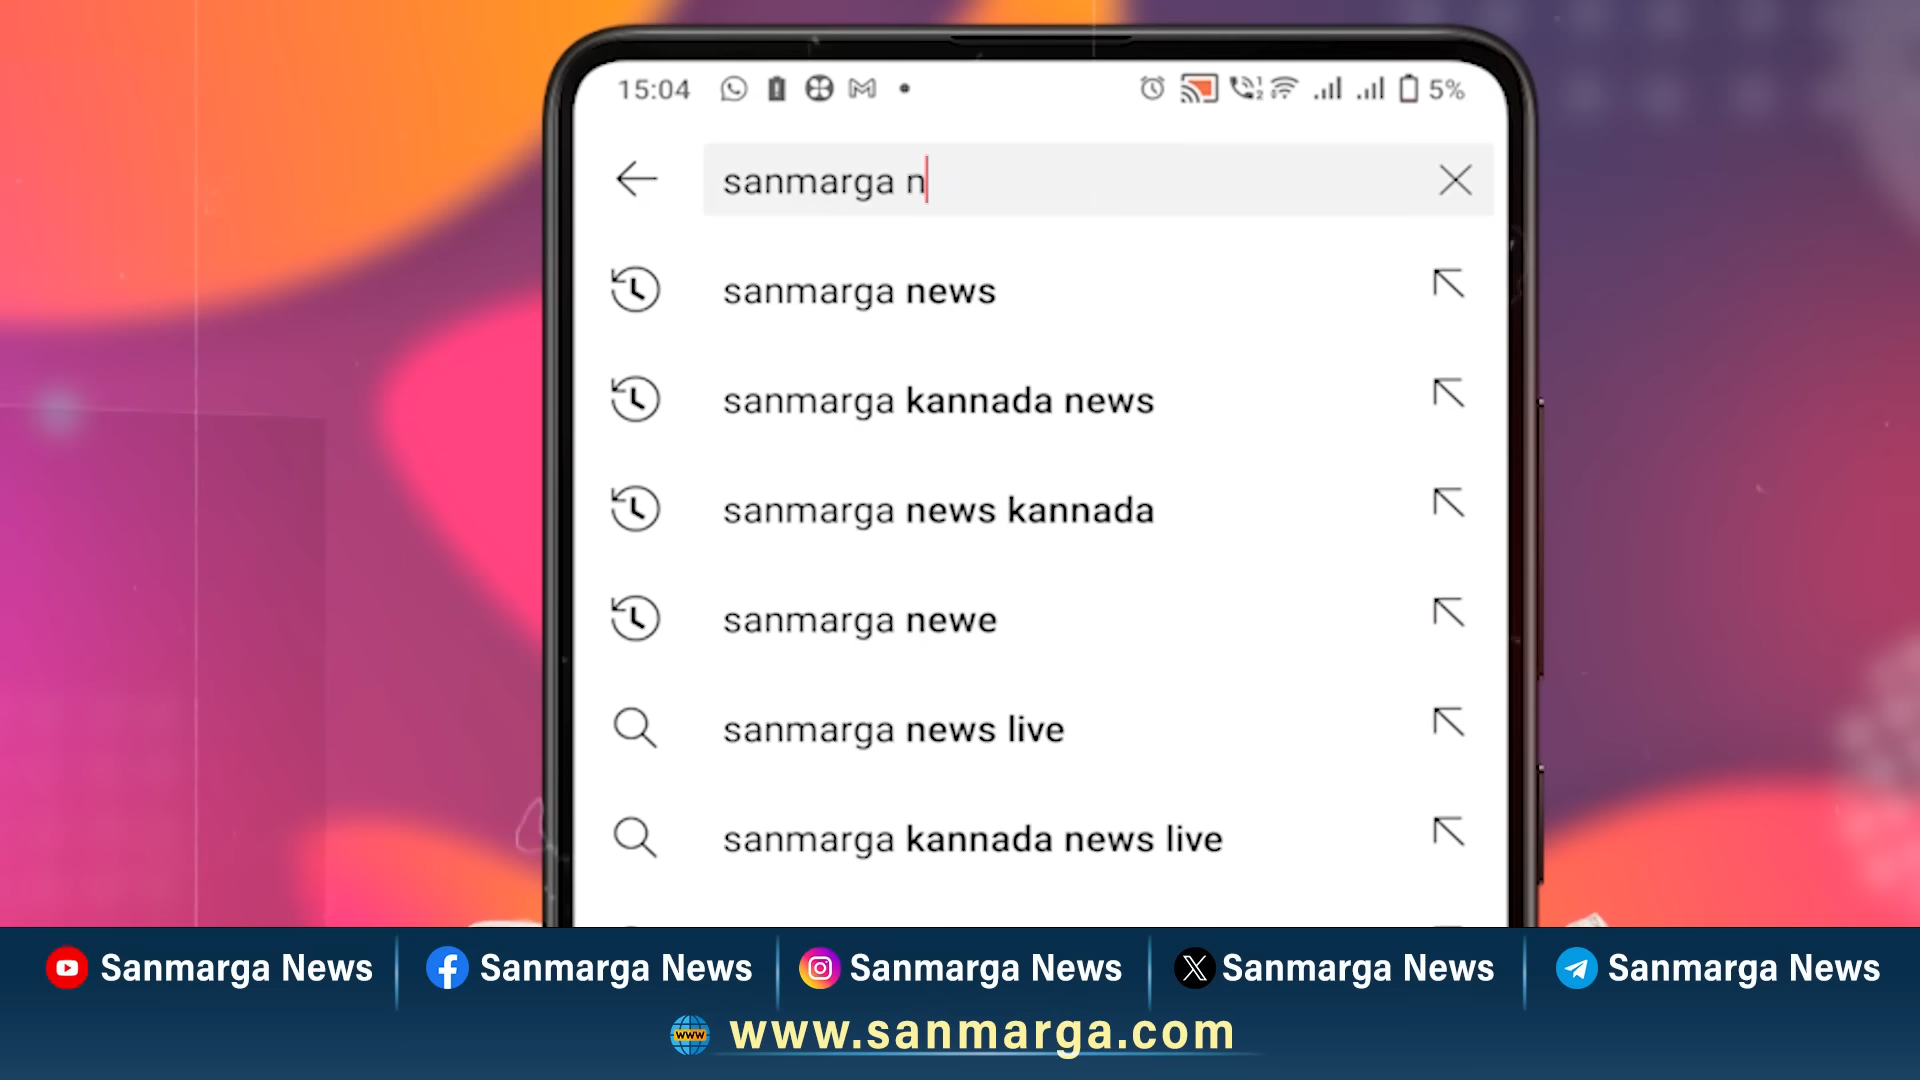 15:04 5%
sanmarga n
sanmarga news
sanmarga kannada news
sanmarga news kannada
sanmarga newe
sanmarga news live
sanmarga kannada news live
Sanmarga News Sanmarga News Sanmarga News Sanmarga News Sanmarga News
www www.sanmarga.com